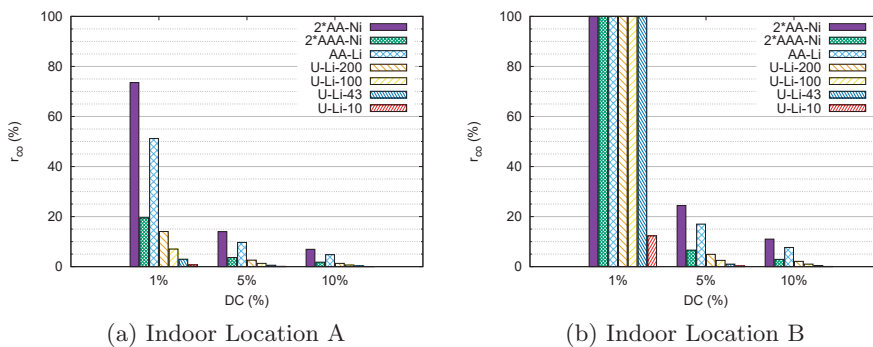 100
80
60
40
20
0
r∞ (%)
1%
5%
10%
DC (%)
2*AA-Ni
2*AAA-Ni
AA-Li
U-Li-200
U-Li-100
U-Li-43
U-Li-10
(a) Indoor Location A
100
80
60
40
20
0
r∞ (%)
1%
5%
10%
DC (%)
2*AA-Ni
2*AAA-Ni
AA-Li
U-Li-200
U-Li-100
U-Li-43
U-Li-10
(b) Indoor Location B